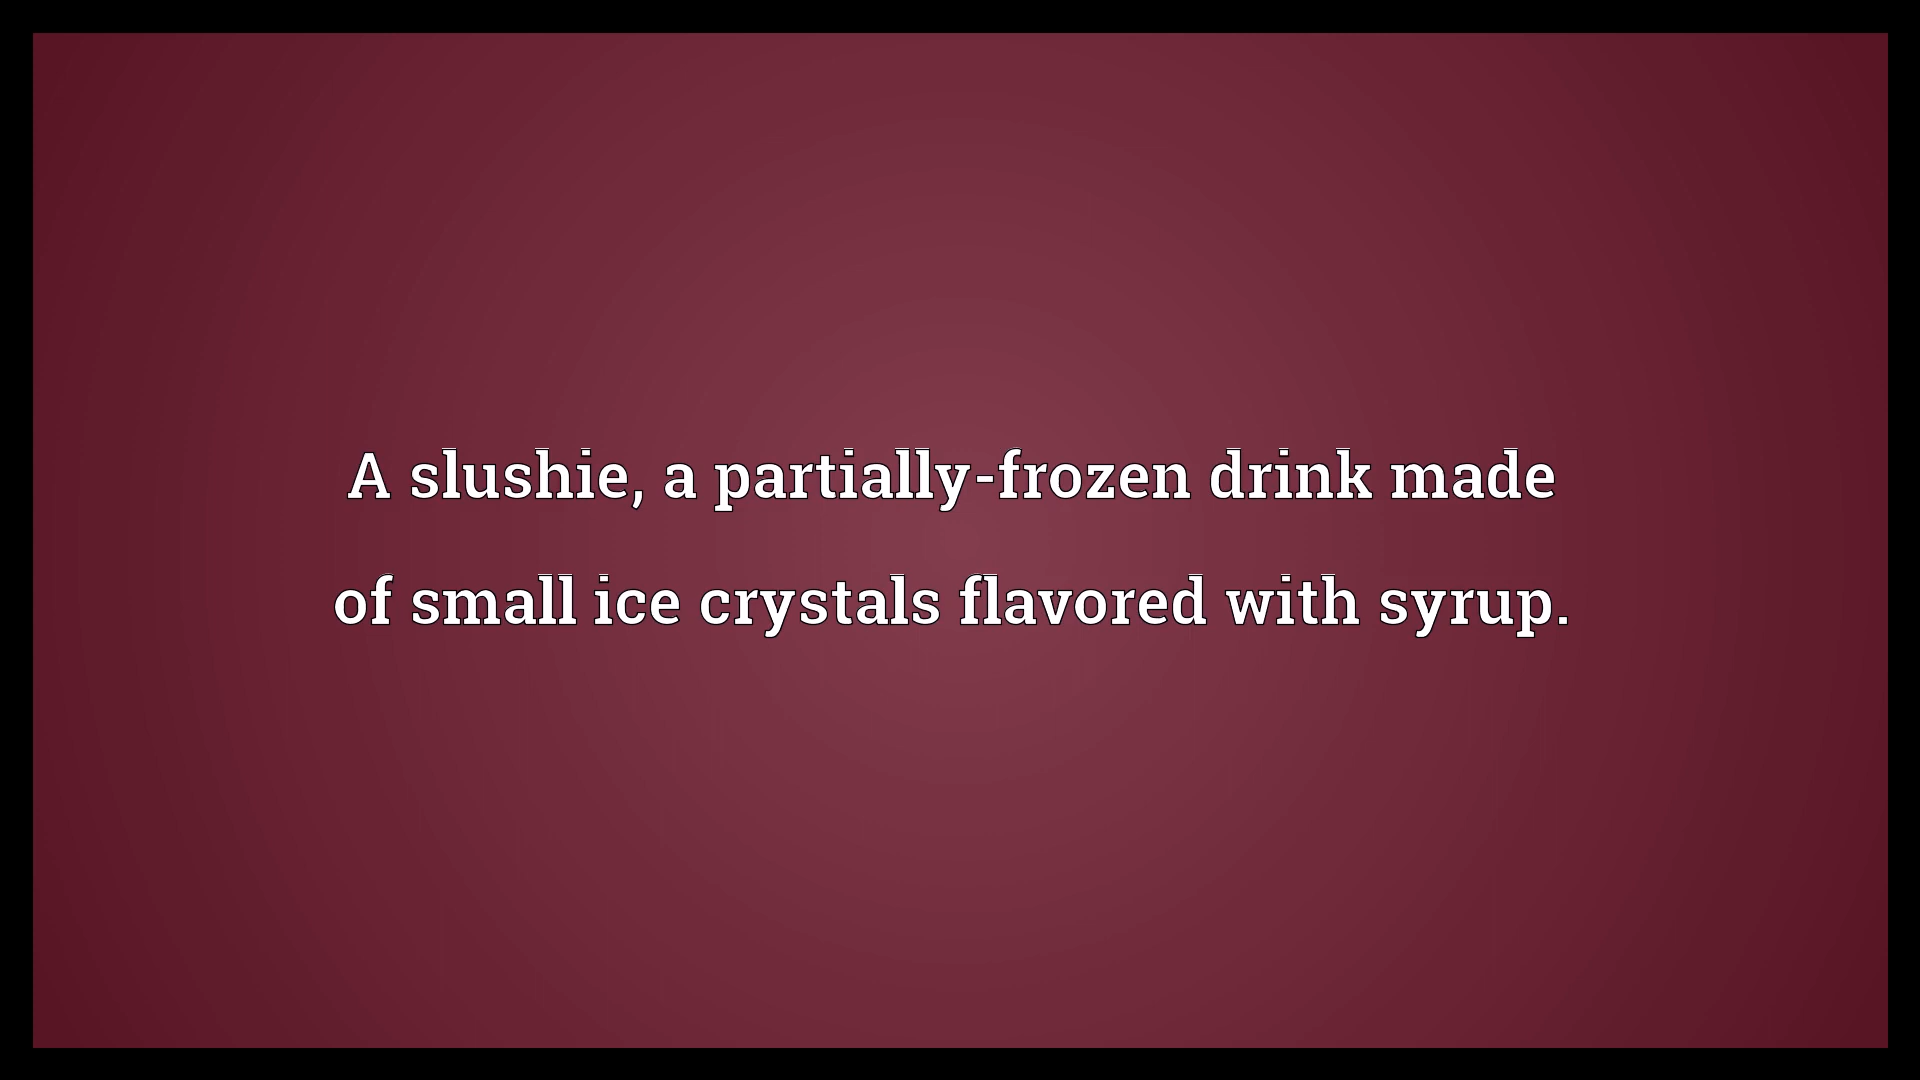 A slushie, a partially-frozen drink made
of small ice crystals flavored with syrup.